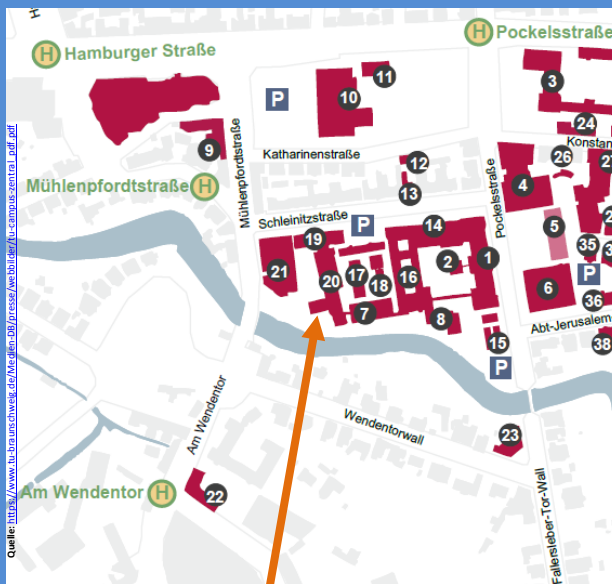 H Hamburger Straße
H Pockelsstraße
3
11
P
10
24
Konstan
9
Katharinenstraße
12
26
27
Mühlenpfordtstraße H
Mühlenpfordtstraße
13
4
Pockelsstraße
Schleinitzstraße
P
14
5
19
2
1
35
21
20
17
18
16
P
6
36
7
8
Abt-Jerusalem
15
38
P
Am Wendentor
Wendentorwall
23
Am Wendentor H
22
Fallersleber-Tor-Wall
H
Quelle: https://www.tu-braunschweig.de/Medien-DB/presse/webbilder/tu-campus-zentral_pdf.pdf